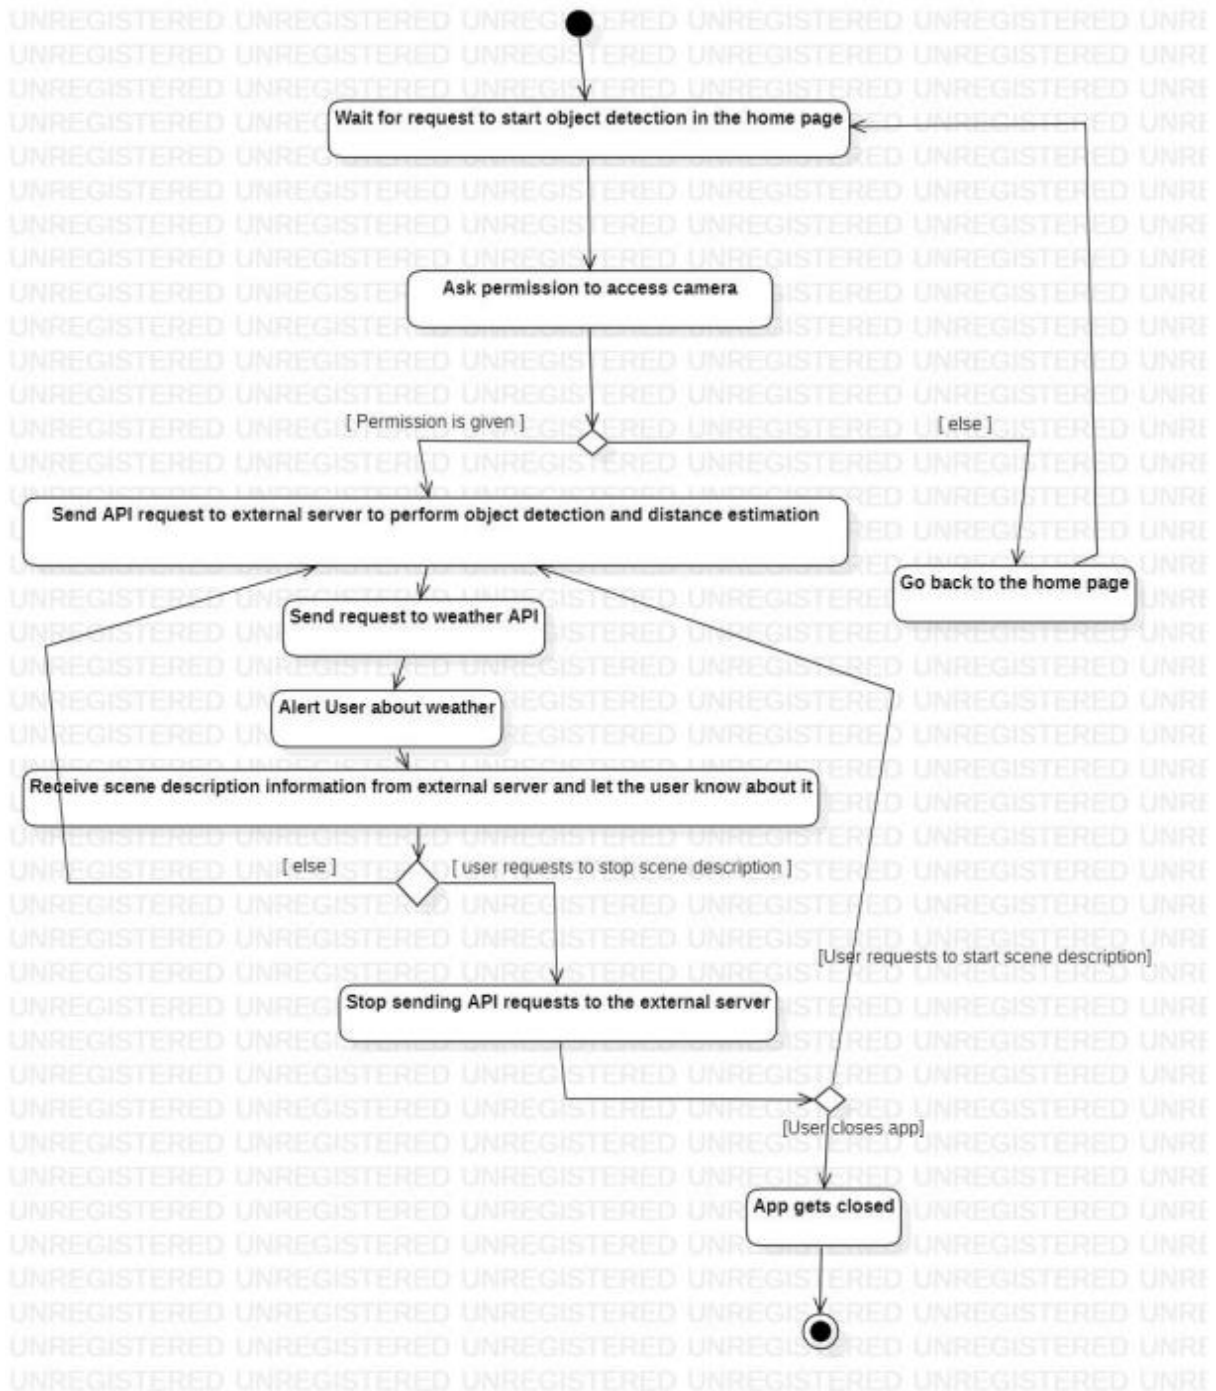 Wait for request to start object detection in the home page
Ask permission to access camera
[ Permission is given ]
[ else ]
Send API request to external server to perform object detection and distance estimation
Go back to the home page
Send request to weather API
Alert User about weather
Receive scene description information from external server and let the user know about it
[ else ]
[ user requests to stop scene description ]
[User requests to start scene description]
Stop sending API requests to the external server
[User closes app]
App gets closed
UNREGISTERED